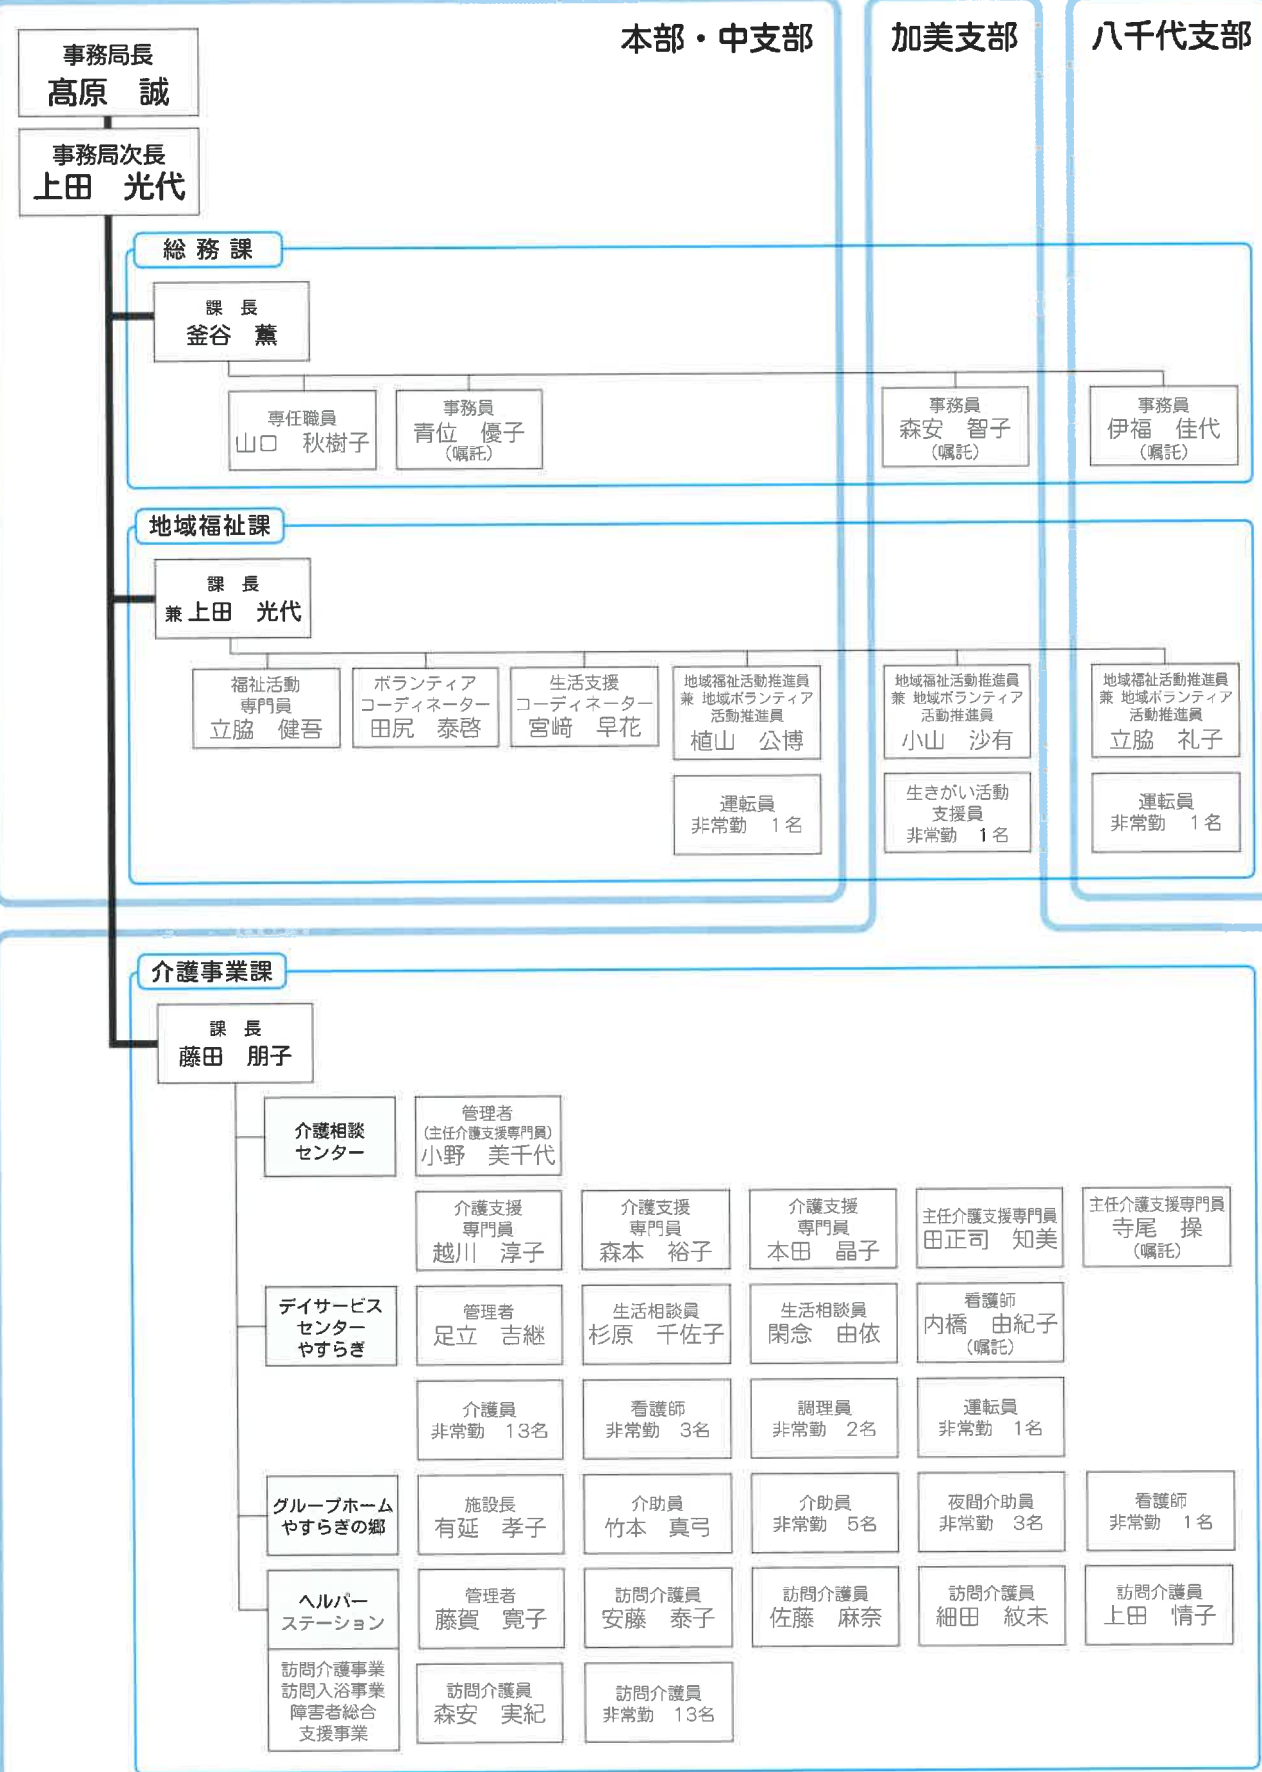 本部・中支部
加美支部
八千代支部
事務局長
髙原 誠
事務局次長
上田 光代
総務課
課 長
釜谷 薫
専任職員
山口 秋樹子
事務員
青位 優子
(嘱託)
事務員
森安 智子
(嘱託)
事務員
伊福 佳代
(嘱託)
地域福祉課
課 長
兼 上田 光代
福祉活動
専門員
立脇 健吾
ボランティア
コーディネーター
田尻 泰啓
生活支援
コーディネーター
宮﨑 早花
地域福祉活動推進員
兼 地域ボランティア
活動推進員
植山 公博
地域福祉活動推進員
兼 地域ボランティア
活動推進員
小山 沙有
地域福祉活動推進員
兼 地域ボランティア
活動推進員
立脇 礼子
運転員
非常勤 1名
生きがい活動
支援員
非常勤 1名
運転員
非常勤 1名
介護事業課
課 長
藤田 朋子
介護相談
センター
管理者
(主任介護支援専門員)
小野 美千代
介護支援
専門員
越川 淳子
介護支援
専門員
森本 裕子
介護支援
専門員
本田 晶子
主任介護支援専門員
田正司 知美
主任介護支援専門員
寺尾 操
(嘱託)
デイサービス
センター
やすらぎ
管理者
足立 吉継
生活相談員
杉原 千佐子
生活相談員
閑念 由依
看護師
内橋 由紀子
(嘱託)
介護員
非常勤 13名
看護師
非常勤 3名
調理員
非常勤 2名
運転員
非常勤 1名
グループホーム
やすらぎの郷
施設長
有延 孝子
介助員
竹本 真弓
介助員
非常勤 5名
夜間介助員
非常勤 3名
看護師
非常勤 1名
ヘルパー
ステーション
管理者
藤賀 寛子
訪問介護員
安藤 泰子
訪問介護員
佐藤 麻奈
訪問介護員
細田 紋未
訪問介護員
上田 情子
訪問介護事業
訪問入浴事業
障害者総合
支援事業
訪問介護員
森安 実紀
訪問介護員
非常勤 13名